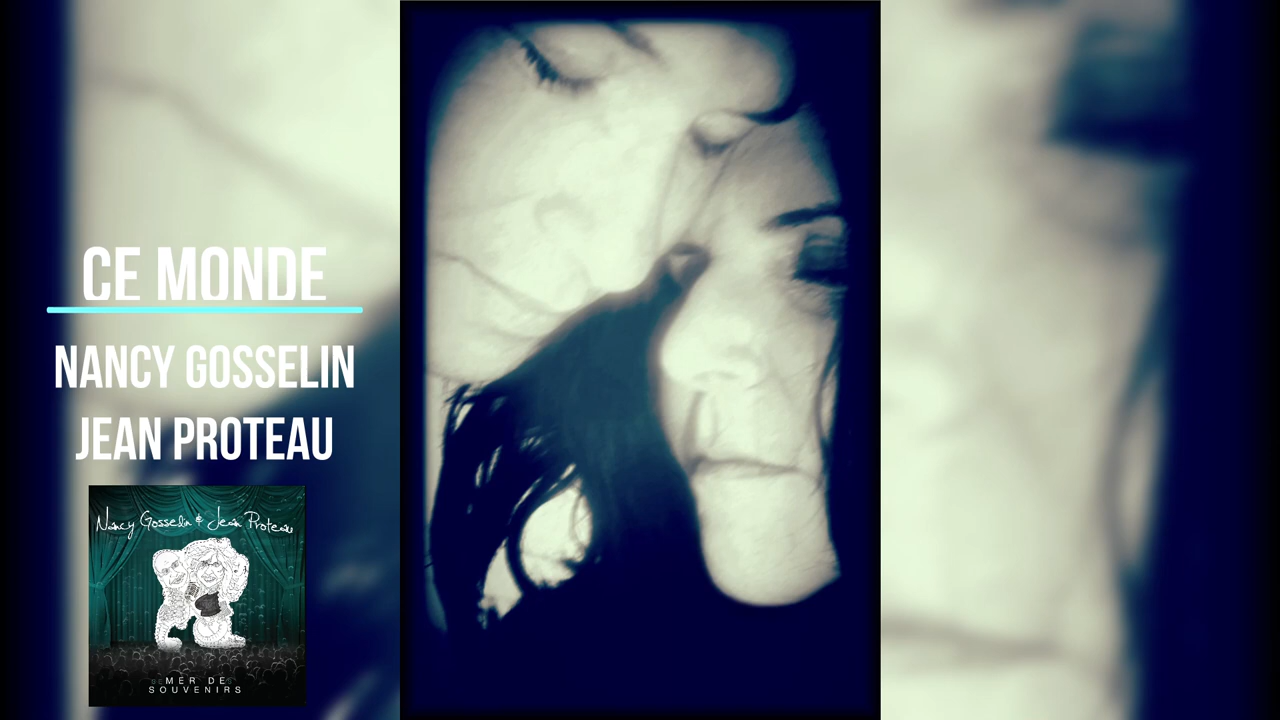 CE MONDE
NANCY GOSSELIN
JEAN PROTEAU
Nancy Gosselin & Jean Proteau
MER DE
SOUVENIRS